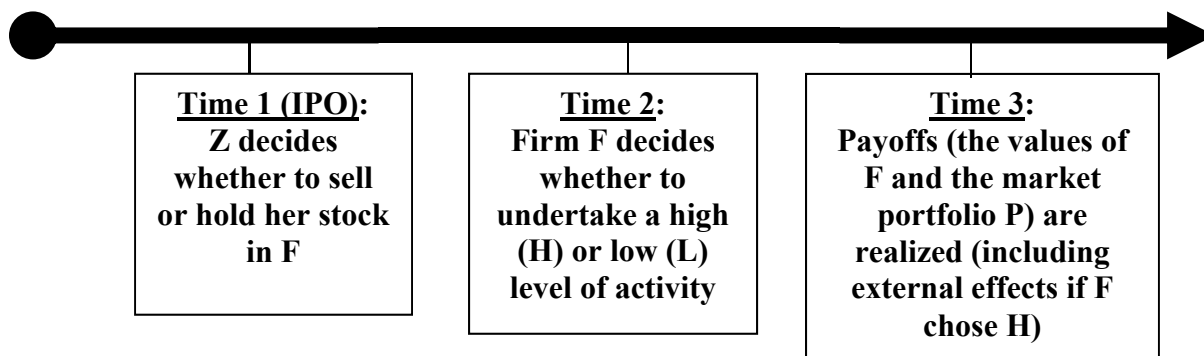 Time 1 (IPO):
Z decides
whether to sell
or hold her stock
in F
Time 2:
Firm F decides
whether to
undertake a high
(H) or low (L)
level of activity
Time 3:
Payoffs (the values of
F and the market
portfolio P) are
realized (including
external effects if F
chose H)